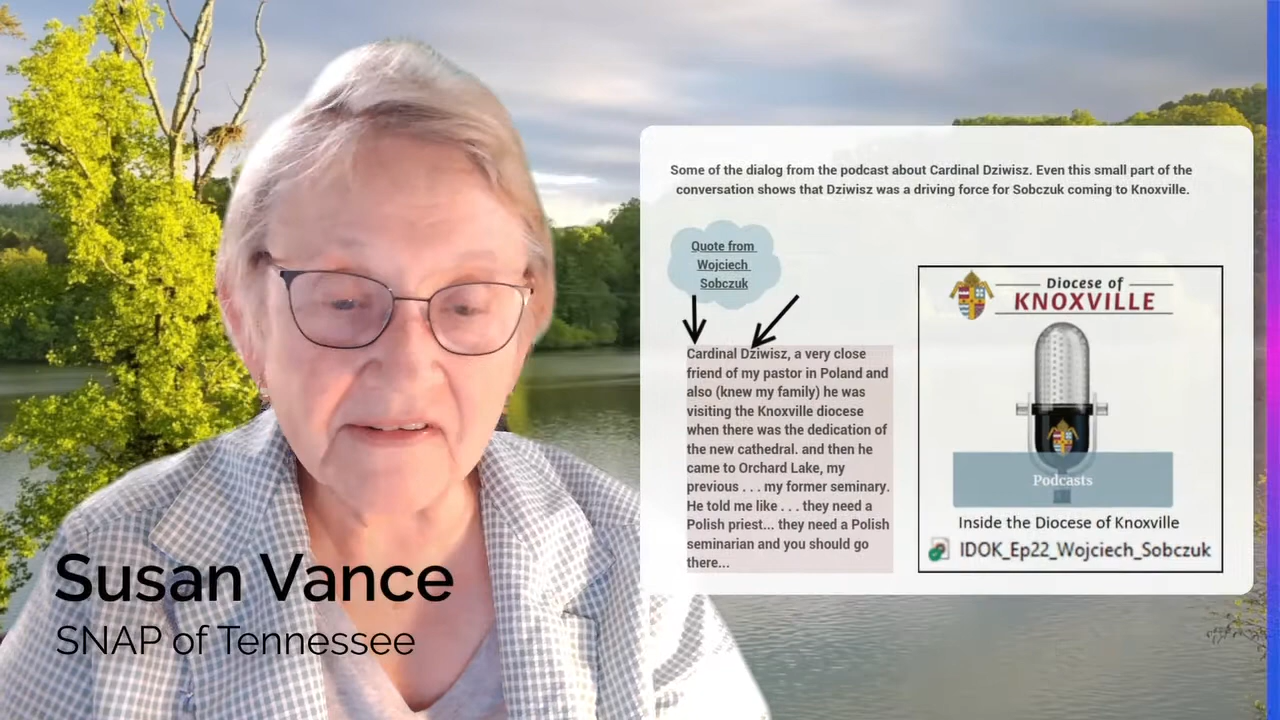 Some of the dialog from the podcast about Cardinal Dziwisz. Even this small part of the
conversation shows that Dziwisz was a driving force for Sobczuk coming to Knoxville.
Quote from
Wojciech
Sobczuk
Cardinal Dziwisz, a very close
friend of my pastor in Poland and
also (knew my family) he was
visiting the Knoxville diocese
when there was the dedication of
the new cathedral. and then he
came to Orchard Lake, my
previous . . . my former seminary.
He told me like . . . they need a
Polish priest... they need a Polish
seminarian and you should go
there...
Diocese of
KNOXVILLE
Podcasts
Inside the Diocese of Knoxville
IDOK_Ep22_Wojciech_Sobczuk
Susan Vance
SNAP of Tennessee